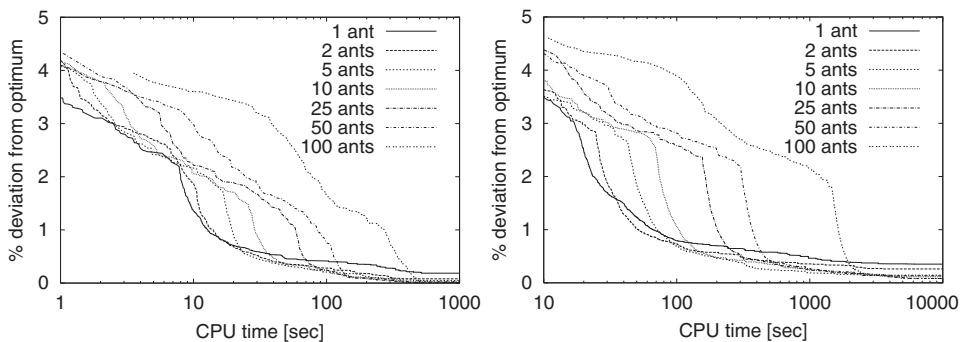 % deviation from optimum
5
4
3
2
1
0
1 10 100 1000
CPU time [sec]
1 ant
2 ants
5 ants
10 ants
25 ants
50 ants
100 ants
% deviation from optimum
5
4
3
2
1
0
10 100 1000 10000
CPU time [sec]
1 ant
2 ants
5 ants
10 ants
25 ants
50 ants
100 ants